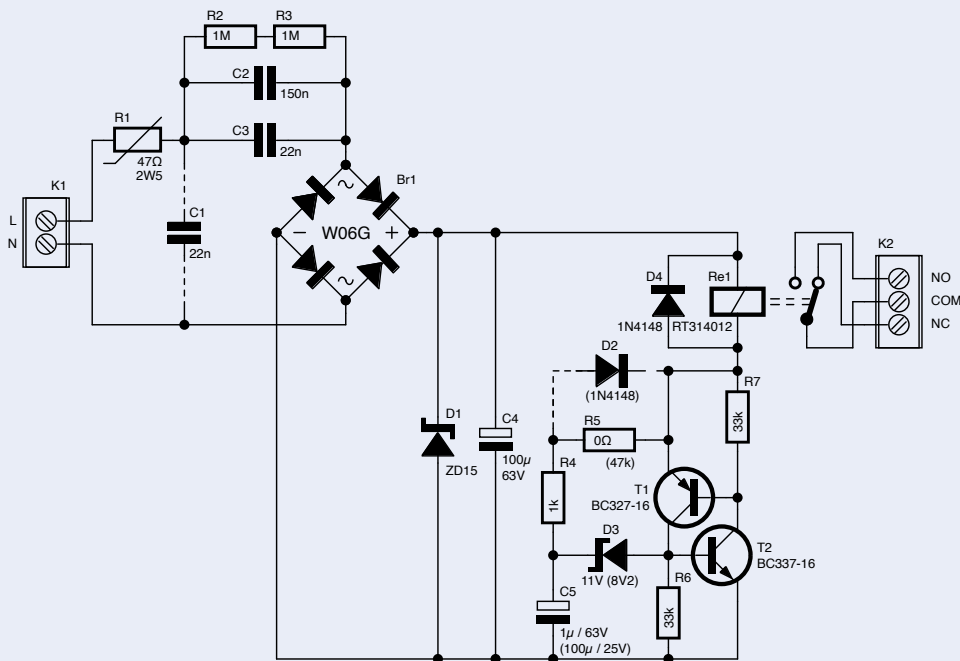 R2
R3
1M
1M
C2
150n
R1
C3
47Ω
22n
2W5
K1
Br1
C1
L
N
22n
– W06G +
K2
D4
Re1
NO
COM
NC
1N4148
RT314012
D2
(1N4148)
R7
33k
D1
C4
R5
0Ω
(47k)
100µ
63V
ZD15
R4
1k
T1
BC327-16
D3
T2
BC337-16
11V (8V2)
R6
C5
33k
1µ / 63V
(100µ / 25V)